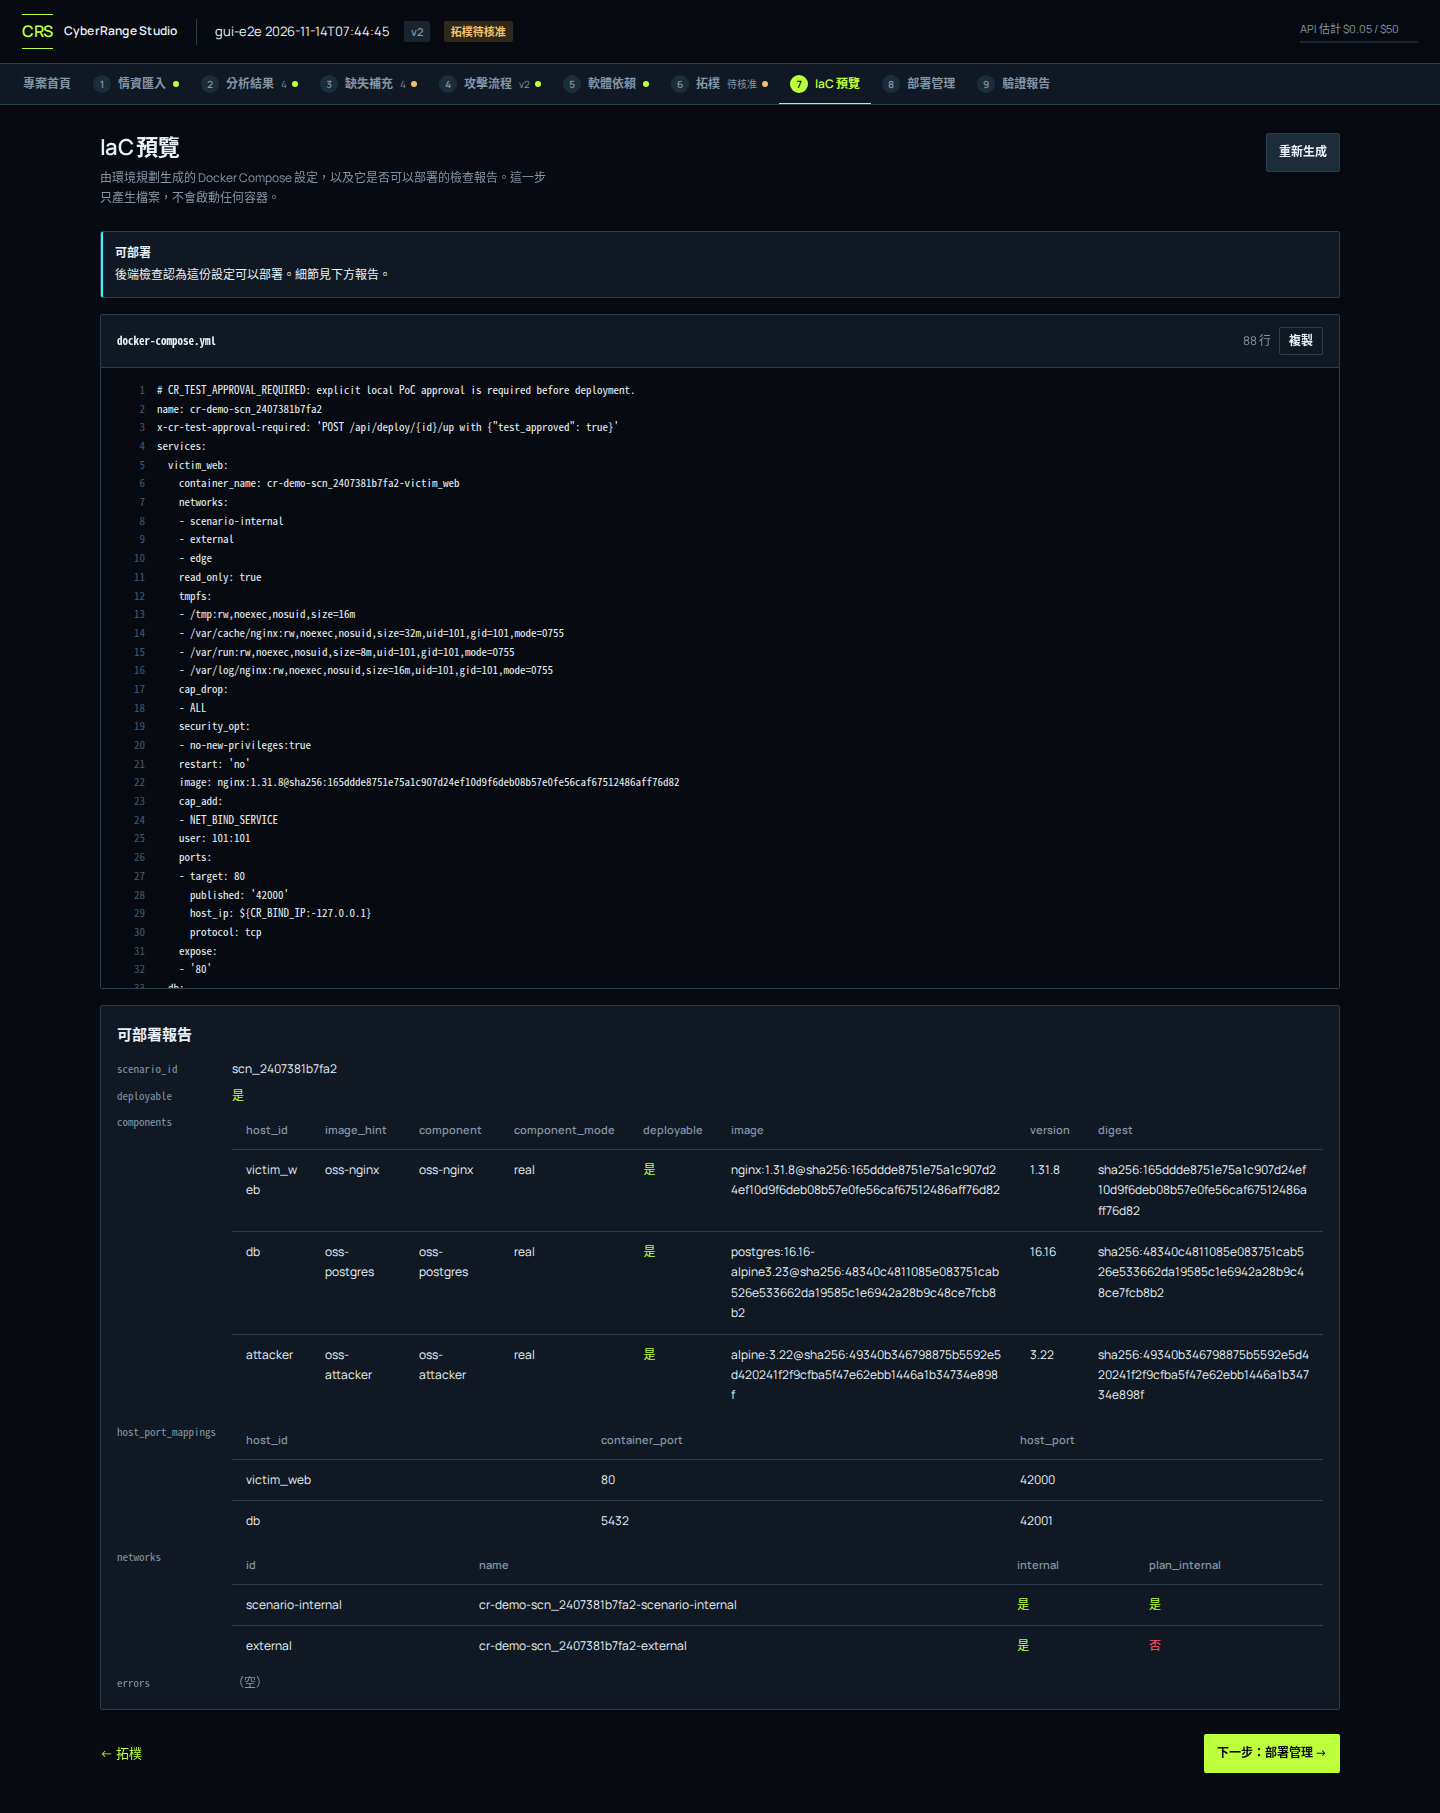 CRS CyberRange Studio gui-e2e 2026-11-14T07:44:45 v2 拓樸待核准 API 估計 $0.05 / $50
專案首頁 1 情資匯入 2 分析結果 4 3 缺失補充 4 4 攻擊流程 v2 5 軟體依賴 6 拓樸 待核准 7 IaC 預覽 8 部署管理 9 驗證報告
IaC 預覽
重新生成
由環境規劃生成的 Docker Compose 設定，以及它是否可以部署的檢查報告。這一步
只產生檔案，不會啟動任何容器。
可部署
後端檢查認為這份設定可以部署。細節見下方報告。
docker-compose.yml 88 行 複製
1 # CR_TEST_APPROVAL_REQUIRED: explicit local PoC approval is required before deployment.
2 name: cr-demo-scn_2407381b7fa2
3 x-cr-test-approval-required: 'POST /api/deploy/{id}/up with {"test_approved": true}'
4 services:
5 victim_web:
6 container_name: cr-demo-scn_2407381b7fa2-victim_web
7 networks:
8 - scenario-internal
9 - external
10 - edge
11 read_only: true
12 tmpfs:
13 - /tmp:rw,noexec,nosuid,size=16m
14 - /var/cache/nginx:rw,noexec,nosuid,size=32m,uid=101,gid=101,mode=0755
15 - /var/run:rw,noexec,nosuid,size=8m,uid=101,gid=101,mode=0755
16 - /var/log/nginx:rw,noexec,nosuid,size=16m,uid=101,gid=101,mode=0755
17 cap_drop:
18 - ALL
19 security_opt:
20 - no-new-privileges:true
21 restart: 'no'
22 image: nginx:1.31.8@sha256:165ddde8751e75a1c907d24ef10d9f6deb08b57e0fe56caf67512486aff76d82
23 cap_add:
24 - NET_BIND_SERVICE
25 user: 101:101
26 ports:
27 - target: 80
28 published: '42000'
29 host_ip: ${CR_BIND_IP:-127.0.0.1}
30 protocol: tcp
31 expose:
32 - '80'
33 db:
可部署報告
scenario_id scn_2407381b7fa2
deployable 是
components
host_id image_hint component component_mode deployable image version digest
victim_w oss-nginx oss-nginx real 是 nginx:1.31.8@sha256:165ddde8751e75a1c907d2 1.31.8 sha256:165ddde8751e75a1c907d24ef
eb 4ef10d9f6deb08b57e0fe56caf67512486aff76d82 10d9f6deb08b57e0fe56caf67512486a
ff76d82
db oss- oss- real 是 postgres:16.16- 16.16 sha256:48340c4811085e083751cab5
postgres postgres alpine3.23@sha256:48340c4811085e083751cab 26e533662da19585c1e6942a28b9c4
526e533662da19585c1e6942a28b9c48ce7fcb8 8ce7fcb8b2
b2
attacker oss- oss- real 是 alpine:3.22@sha256:49340b346798875b5592e5 3.22 sha256:49340b346798875b5592e5d4
attacker attacker d420241f2f9cfba5f47e62ebb1446a1b34734e898 20241f2f9cfba5f47e62ebb1446a1b347
f 34e898f
host_port_mappings
host_id container_port host_port
victim_web 80 42000
db 5432 42001
networks
id name internal plan_internal
scenario-internal cr-demo-scn_2407381b7fa2-scenario-internal 是 是
external cr-demo-scn_2407381b7fa2-external 是 否
errors （空）
← 拓樸 下一步：部署管理 →